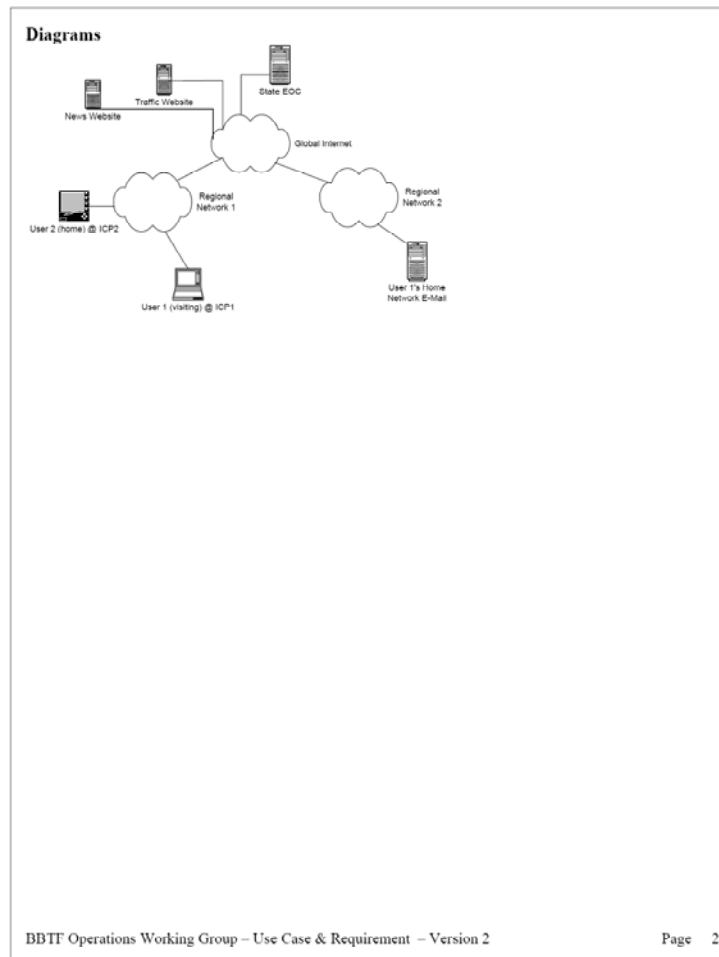 Diagrams
State EOC
Traffic Website
News Website
Global Internet
Regional
Network 1
Regional
Network 2
User 2 (home) @ ICP2
User 1 (visiting) @ ICP1
User 1's Home
Network E-Mail
BBTF Operations Working Group – Use Case & Requirement – Version 2 Page 2